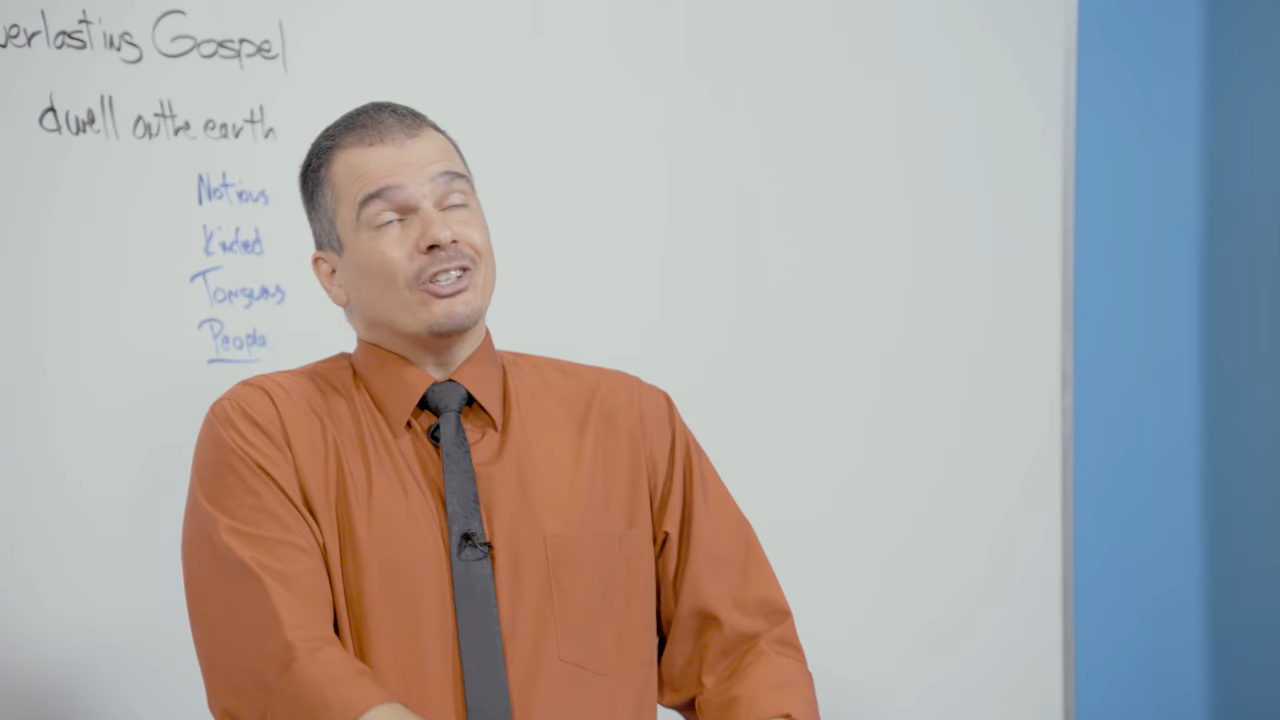 verlasting Gospel
dwell on the earth
Nations
Kindred
Tongues
People